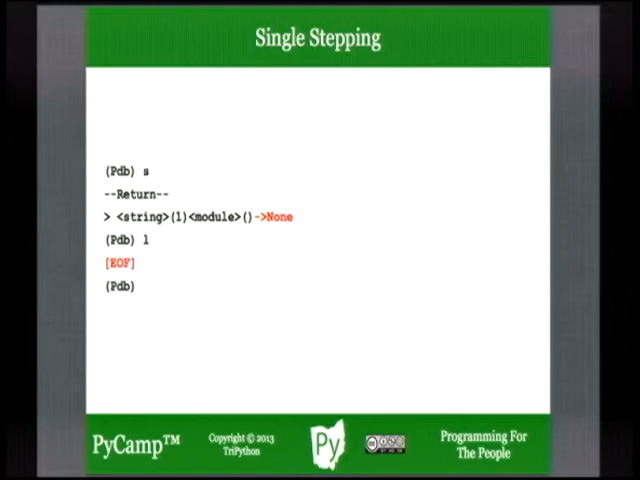 Single Stepping
(Pdb) s
--Return--
> <string>(1)<module>()->None
(Pdb) l
[EOF]
(Pdb)
PyCamp™
Copyright © 2013
TriPython
Py
Programming For
The People